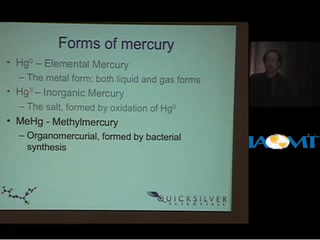 Forms of mercury
• Hg⁰ – Elemental Mercury
– The metal form; both liquid and gas forms
– Inorganic Mercury
– The salt, formed by oxidation of Hg⁰
• MeHg - Methylmercury
– Organomercurial, formed by bacterial
synthesis
QUICKSILVER
SCIENTIFIC
IAOMT